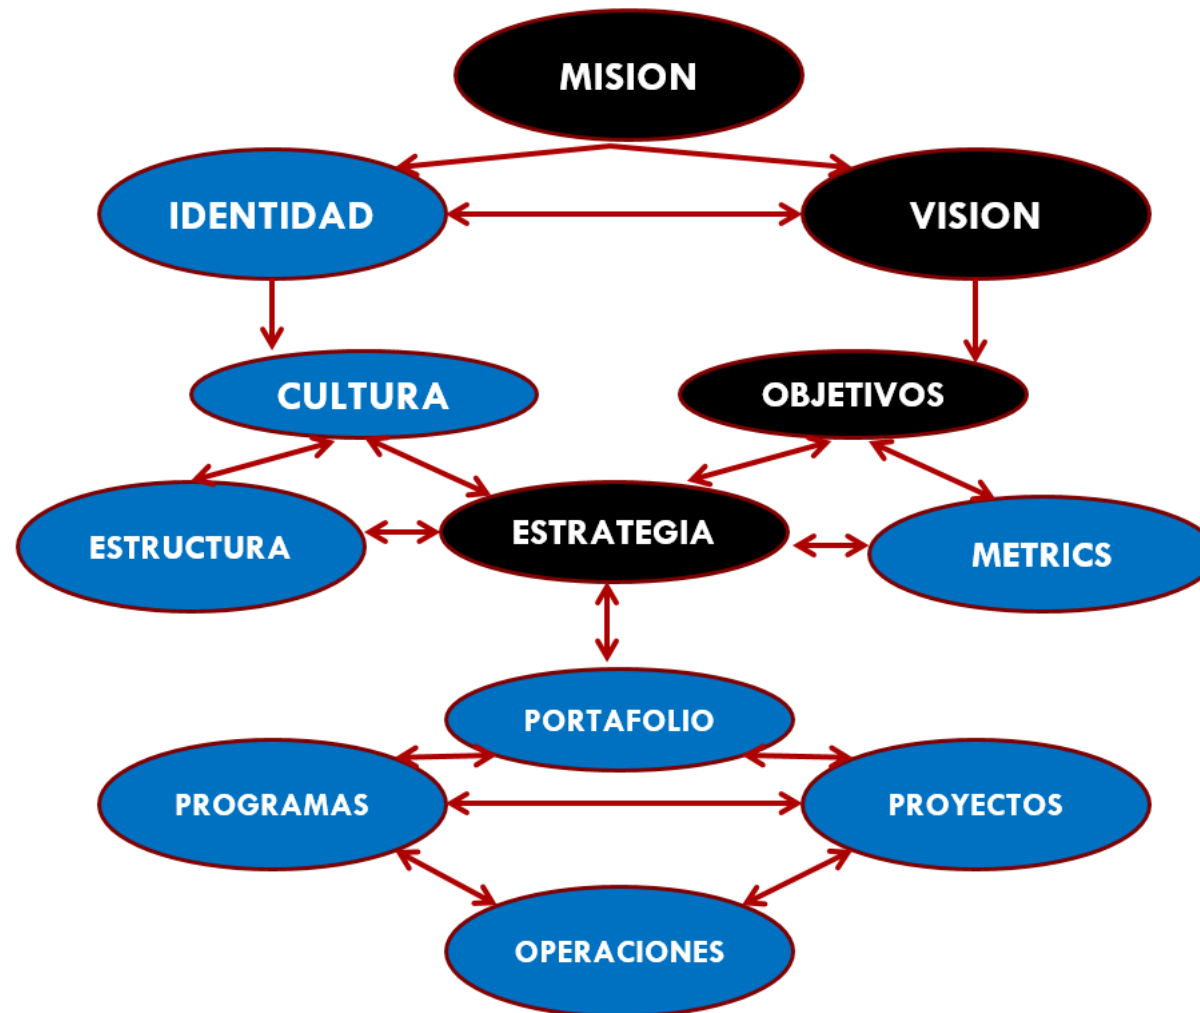 MISION
IDENTIDAD
VISION
CULTURA
OBJETIVOS
ESTRUCTURA
ESTRATEGIA
METRICS
PORTAFOLIO
PROGRAMAS
PROYECTOS
OPERACIONES